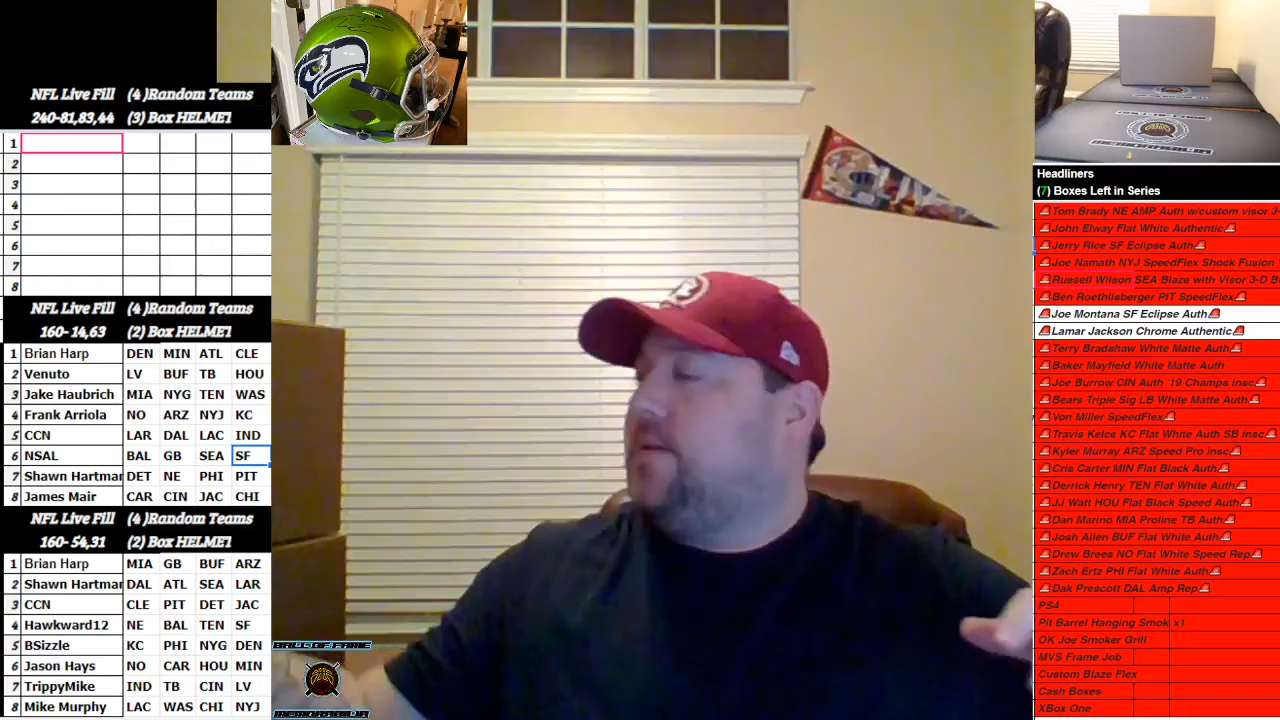 NFL Live Fill (4 )Random Teams
240-81,83,44 (3) Box HELMET
1
2
3
4
5
6
7
8
NFL Live Fill (4 )Random Teams
160- 14,63 (2) Box HELMET
1 Brian Harp DEN MIN ATL CLE
2 Venuto LV BUF TB HOU
3 Jake Haubrich MIA NYG TEN WAS
4 Frank Arriola NO ARZ NYJ KC
5 CCN LAR DAL LAC IND
6 NSAL BAL GB SEA SF
7 Shawn Hartman DET NE PHI PIT
8 James Mair CAR CIN JAC CHI
NFL Live Fill (4 )Random Teams
160- 54,31 (2) Box HELMET
1 Brian Harp MIA GB BUF ARZ
2 Shawn Hartman DAL ATL SEA LAR
3 CCN CLE PIT DET JAC
4 Hawkward12 NE BAL TEN SF
5 BSizzle KC PHI NYG DEN
6 Jason Hays NO CAR HOU MIN
7 TrippyMike IND TB CIN LV
8 Mike Murphy LAC WAS CHI NYJ
BALL OF FAME
MEMORABILIA
Headliners
(7) Boxes Left in Series
Tom Brady NE AMP Auth w/custom visor 3-
John Elway Flat White Authentic
Jerry Rice SF Eclipse Auth
Joe Namath NYJ SpeedFlex Shock Fusion
Russell Wilson SEA Blaze with Visor 3-D B
Ben Roethlisberger PIT SpeedFlex
Joe Montana SF Eclipse Auth
Lamar Jackson Chrome Authentic
Terry Bradshaw White Matte Auth
Baker Mayfield White Matte Auth
Joe Burrow CIN Auth '19 Champs insc
Bears Triple Sig LB White Matte Auth
Von Miller SpeedFlex
Travis Kelce KC Flat White Auth SB insc
Kyler Murray ARZ Speed Pro insc
Cris Carter MIN Flat Black Auth
Derrick Henry TEN Flat White Auth
JJ Watt HOU Flat Black Speed Auth
Dan Marino MIA Proline TB Auth
Josh Allen BUF Flat White Auth
Drew Brees NO Flat White Speed Rep
Zach Ertz PHI Flat White Auth
Dak Prescott DAL Amp Rep
PS4
Pit Barrel Hanging Smok x1
DK Joe Smoker Grill
MVS Frame Job
Custom Blaze Flex
Cash Boxes
XBox One